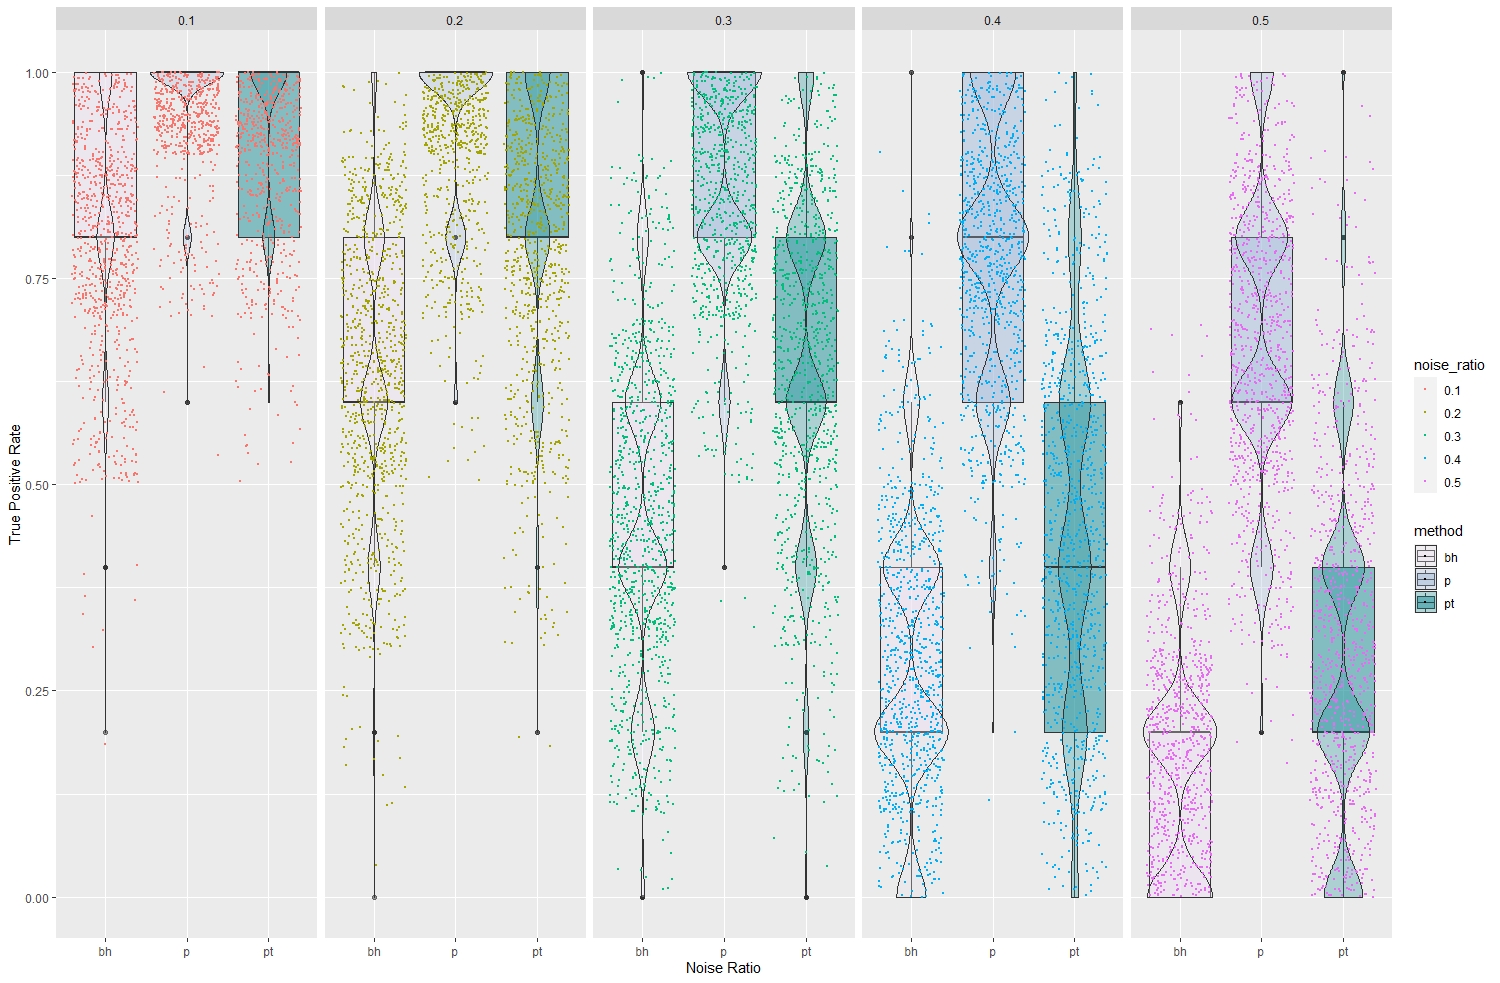 0.1 0.2 0.3 0.4 0.5
1.00
0.75
0.50
0.25
0.00
True Positive Rate
bh p pt bh p pt bh p pt bh p pt bh p pt
Noise Ratio
noise_ratio
0.1
0.2
0.3
0.4
0.5
method
bh
p
pt